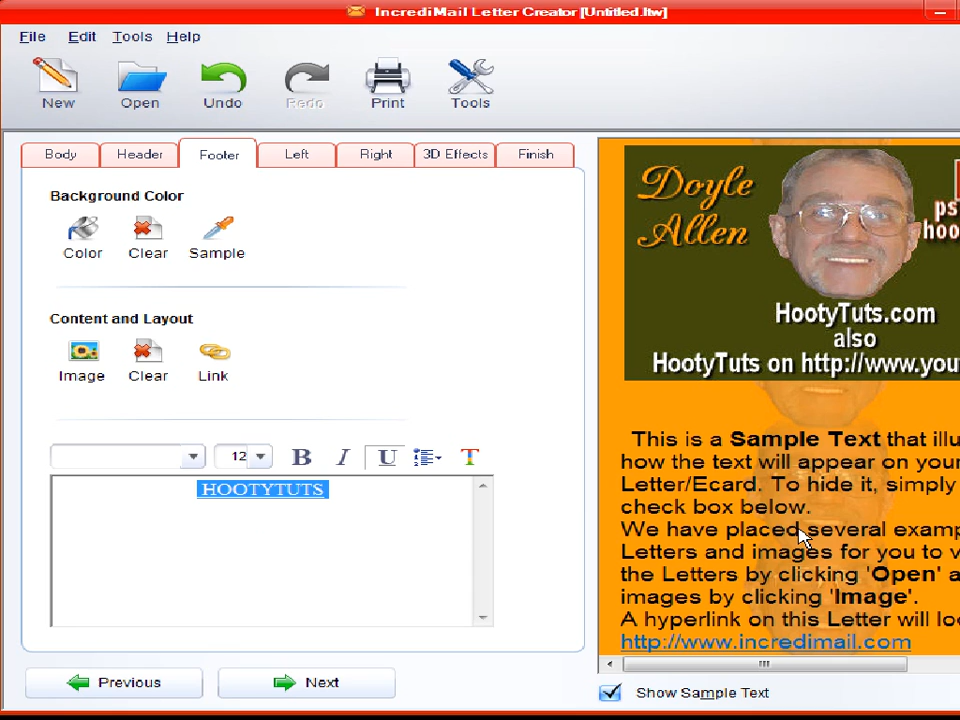 IncrediMail Letter Creator [Untitled.ltw]
File Edit Tools Help
New Open Undo Redo Print Tools
Body Header Footer Left Right 3D Effects Finish
Background Color
Color Clear Sample
Content and Layout
Image Clear Link
12 B I U T
HOOTYTUTS
Previous Next
Doyle
Allen
ps
hoo
HootyTuts.com
also
HootyTuts on http://www.you
This is a Sample Text that illu
how the text will appear on your
Letter/Ecard. To hide it, simply
check box below.
We have placed several examp
Letters and images for you to v
the Letters by clicking 'Open' a
images by clicking 'Image'.
A hyperlink on this Letter will loo
http://www.incredimail.com
Show Sample Text